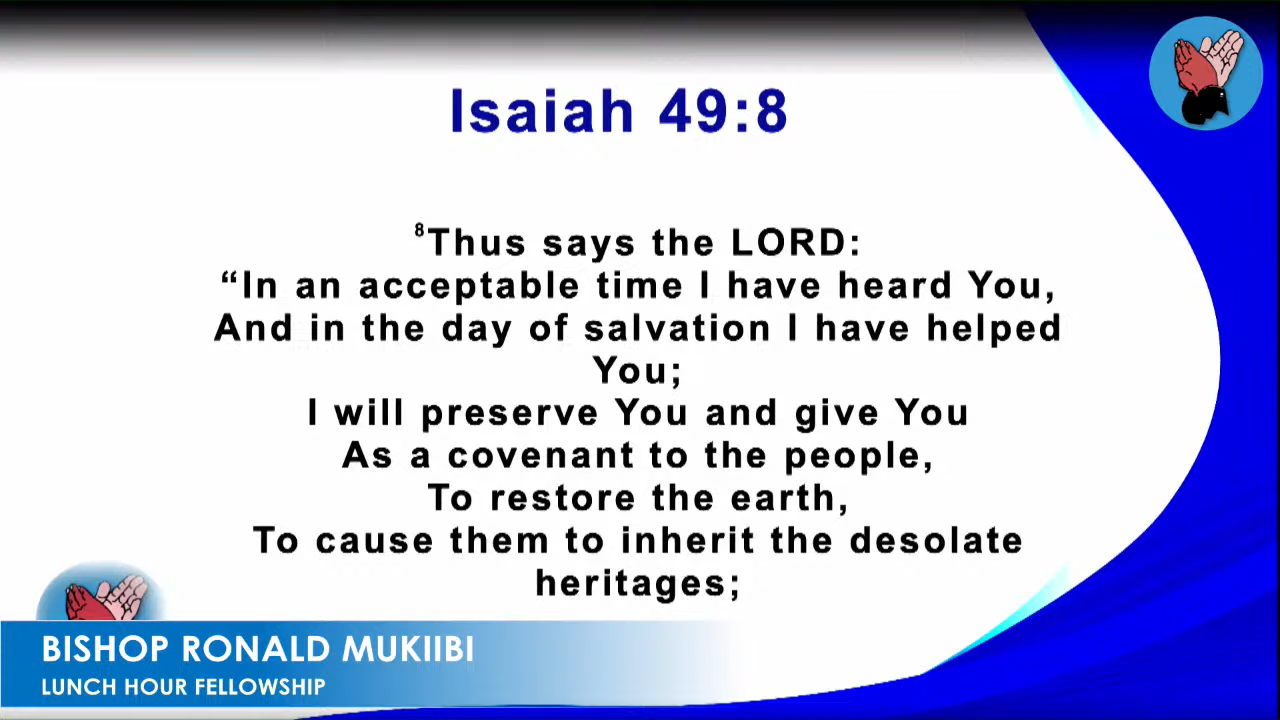 Isaiah 49:8
⁸Thus says the LORD:
“In an acceptable time I have heard You,
And in the day of salvation I have helped
You;
I will preserve You and give You
As a covenant to the people,
To restore the earth,
To cause them to inherit the desolate
heritages;
BISHOP RONALD MUKIIBI
LUNCH HOUR FELLOWSHIP